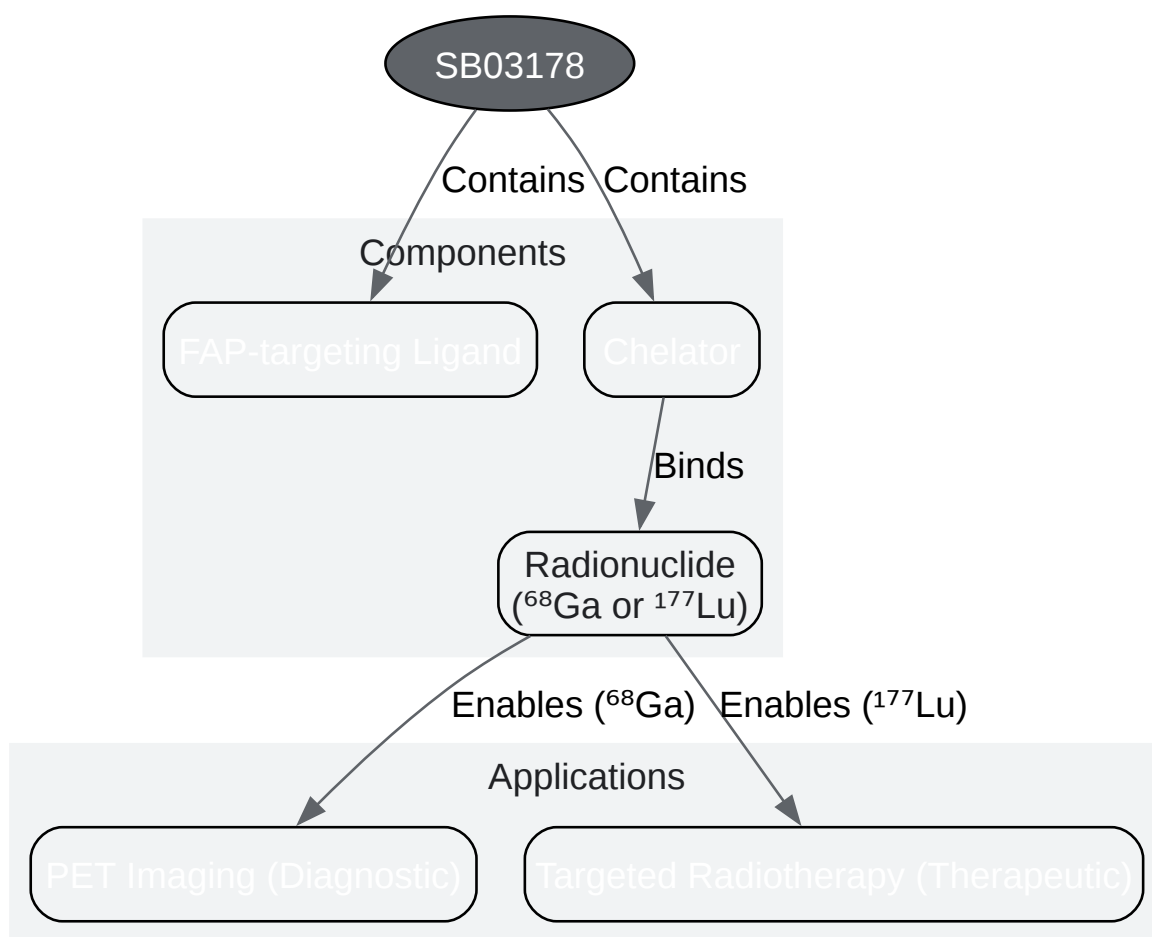 SB03178
Contains Contains
Components
FAP-targeting Ligand Chelator
Binds
Radionuclide
(⁶⁸Ga or ¹⁷⁷Lu)
Enables (⁶⁸Ga) Enables (¹⁷⁷Lu)
Applications
PET Imaging (Diagnostic) Targeted Radiotherapy (Therapeutic)